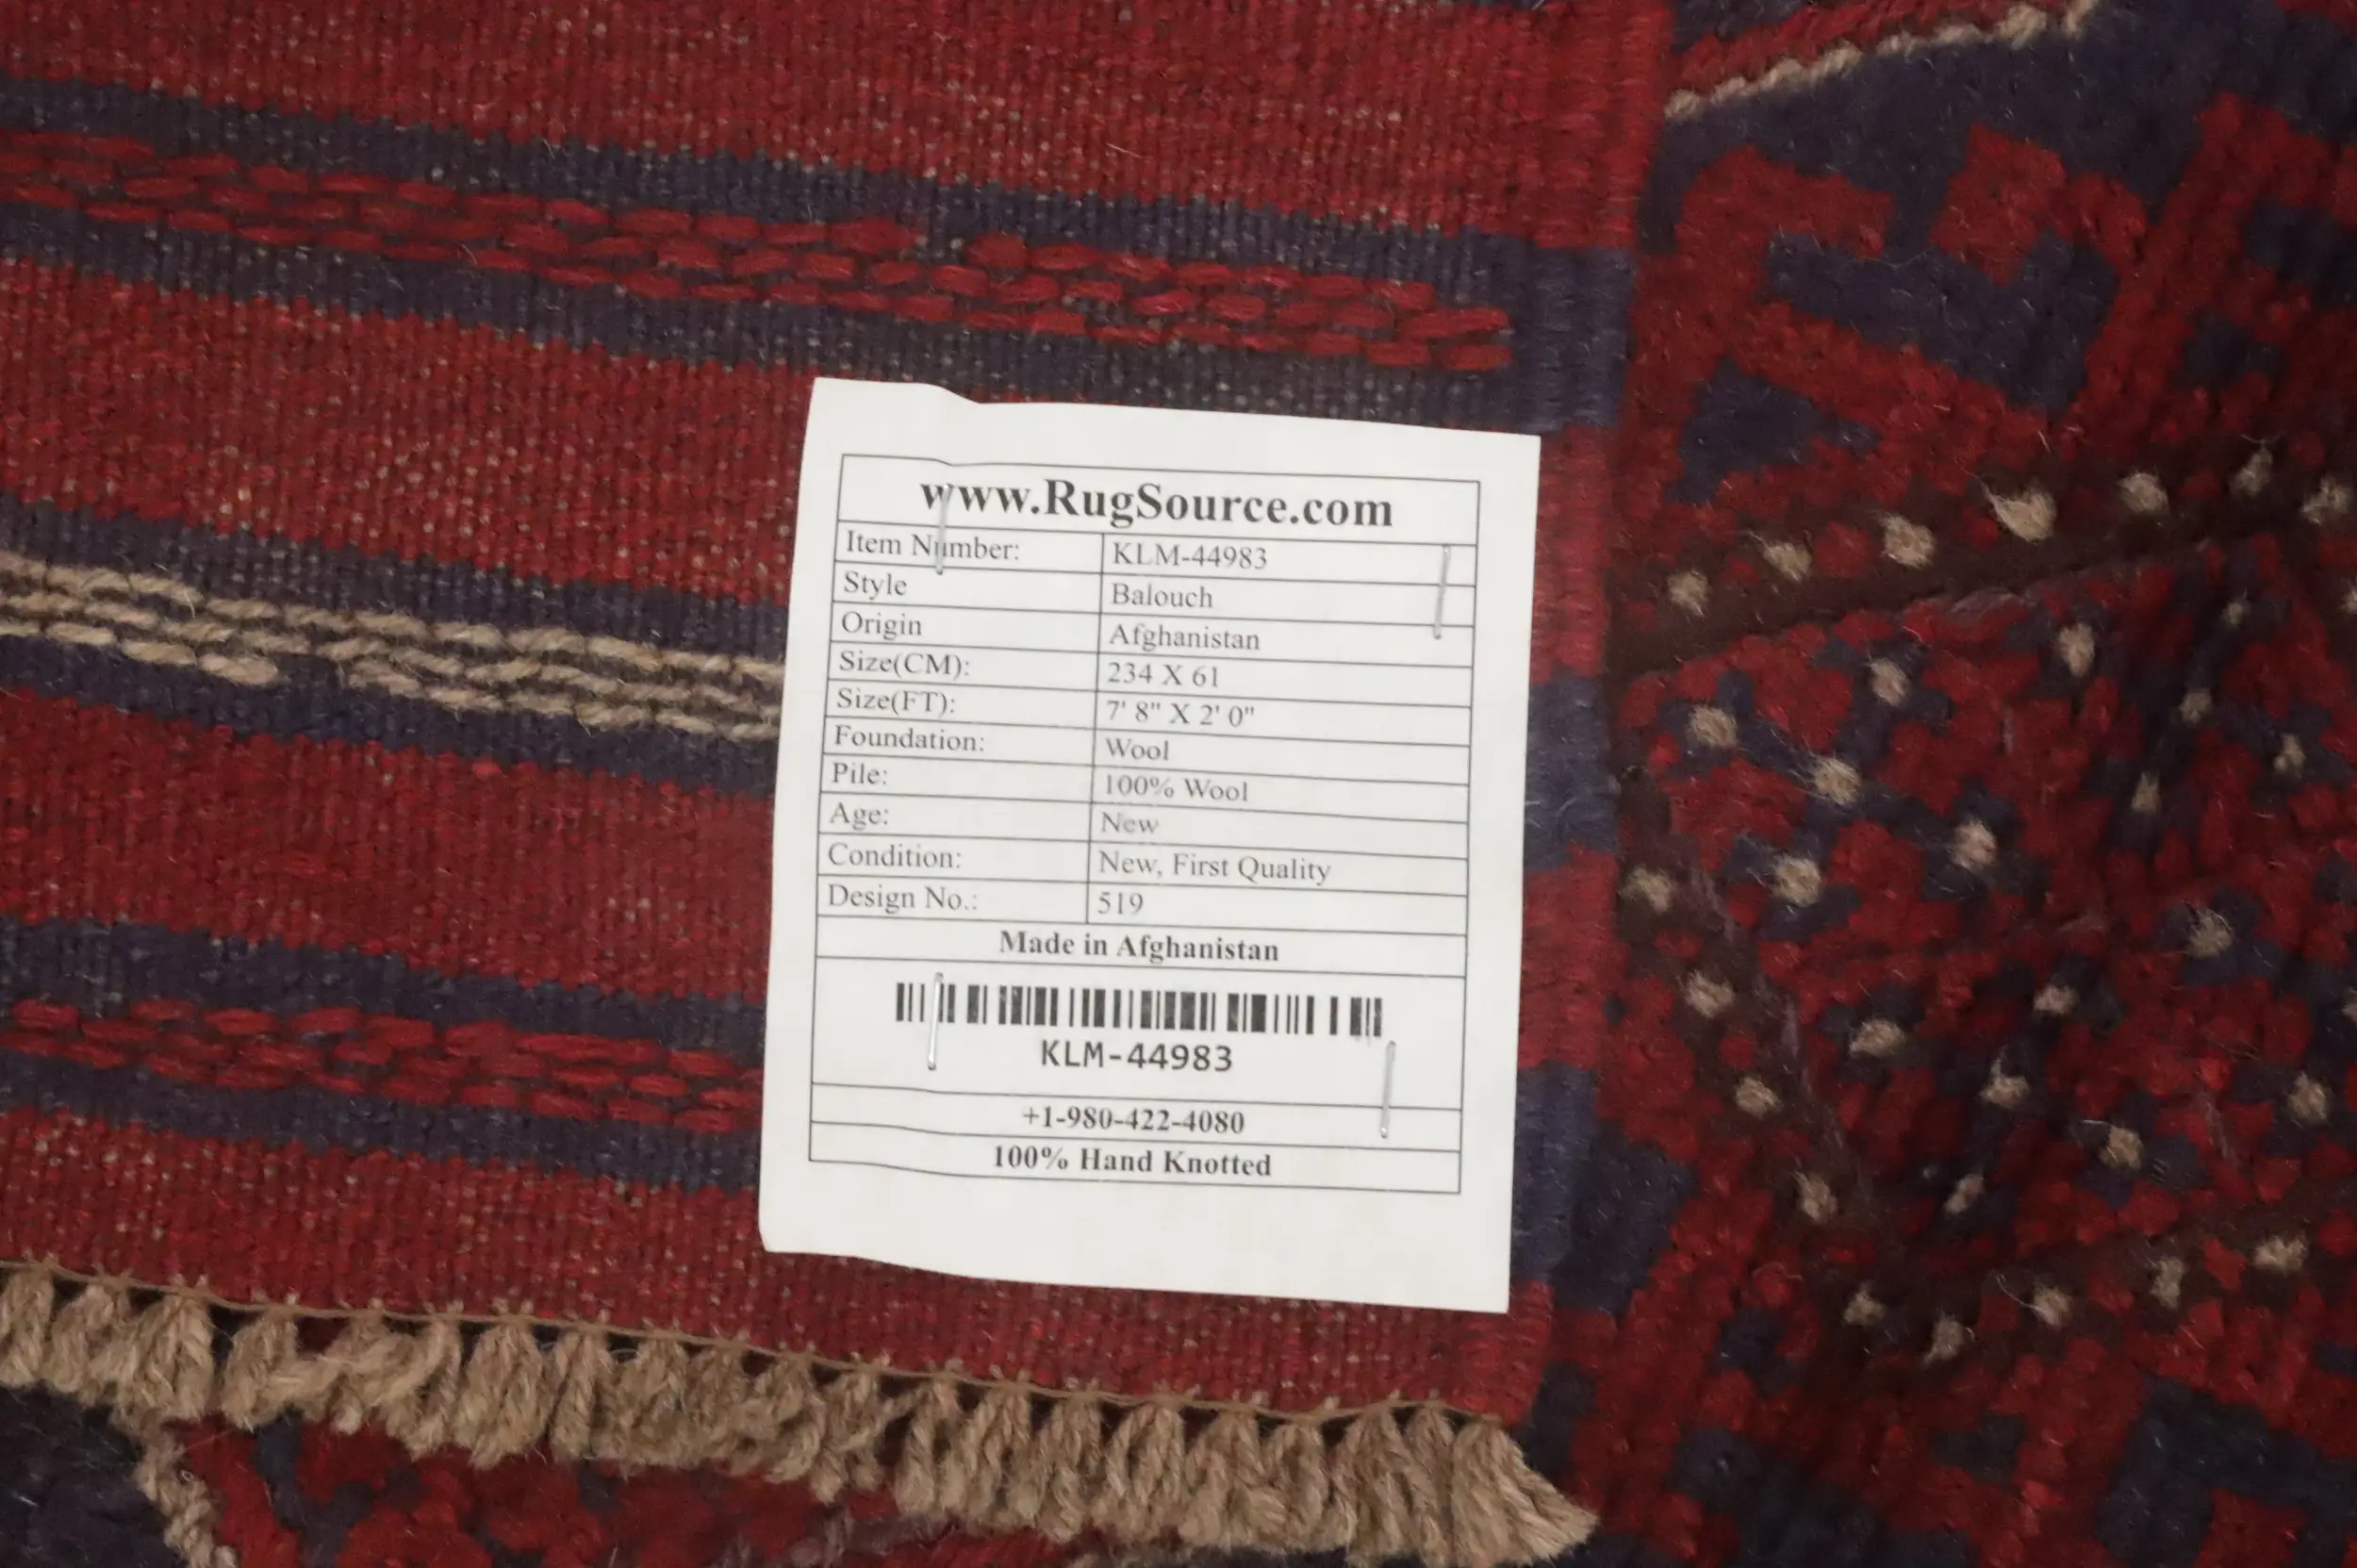 www.RugSource.com
Item Number: KLM-44983
Style Balouch
Origin Afghanistan
Size(CM): 234 X 61
Size(FT): 7' 8" X 2' 0"
Foundation: Wool
Pile: 100% Wool
Age: New
Condition: New, First Quality
Design No.: 519
Made in Afghanistan
KLM-44983
+1-980-422-4080
100% Hand Knotted